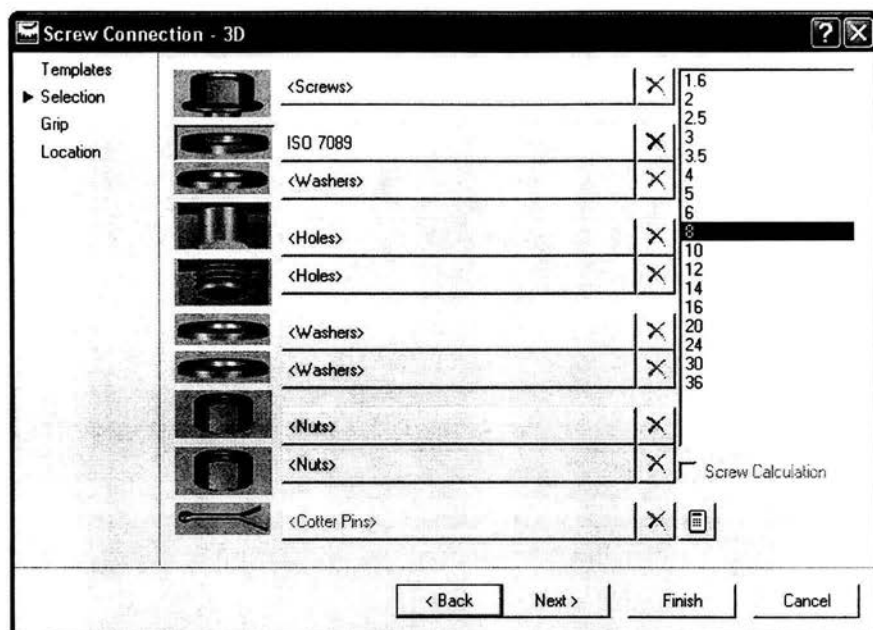 Screw Connection - 3D
Templates
Selection
Grip
Location
<Screws>
ISO 7089
<Washers>
<Holes>
<Holes>
<Washers>
<Washers>
<Nuts>
<Nuts>
<Cotter Pins>
1.6
2
2.5
3
3.5
4
5
6
8
10
12
14
16
20
24
30
36
Screw Calculation
< Back
Next >
Finish
Cancel